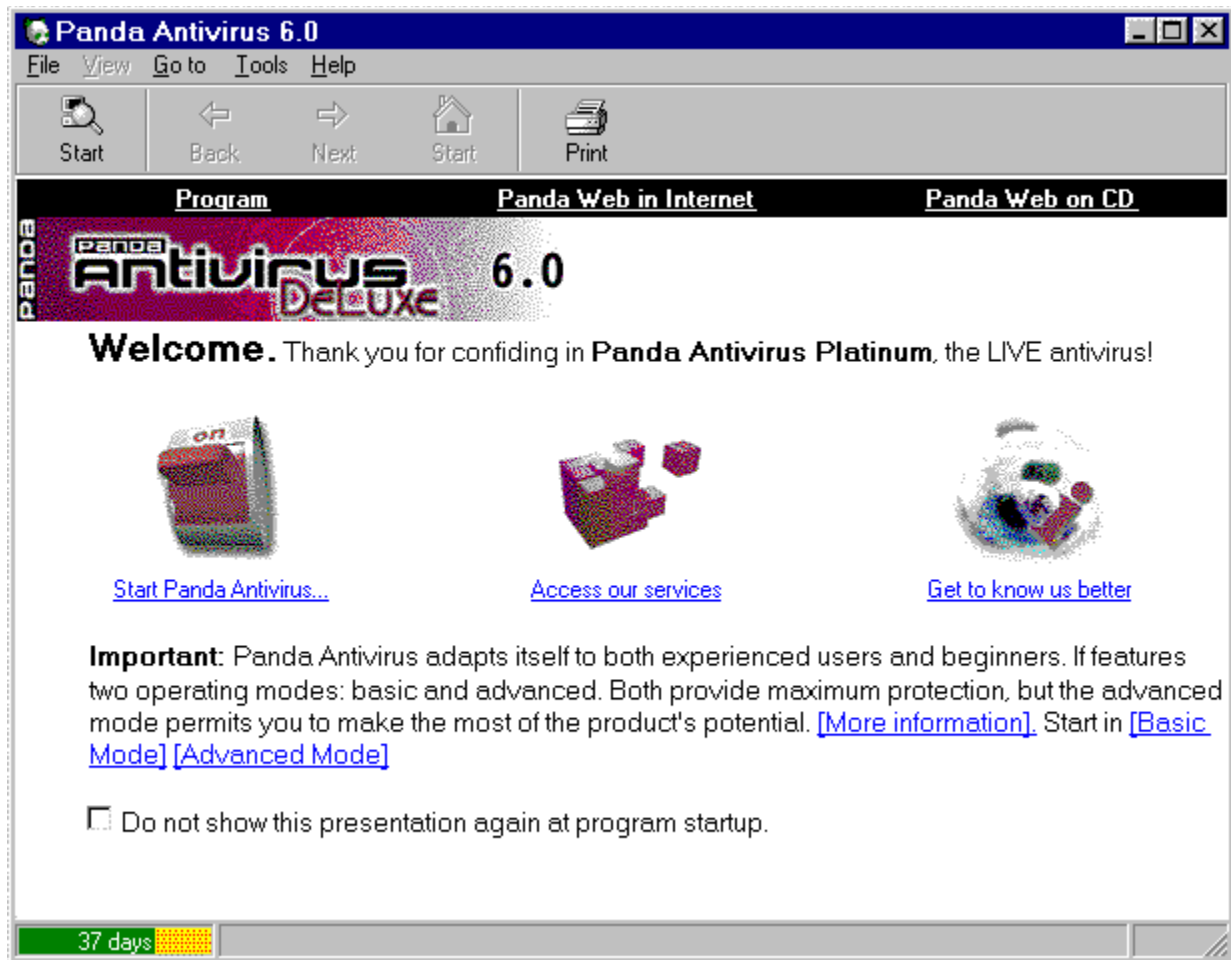 Panda Antivirus 6.0
File View Go to Tools Help
Start Back Next Start Print
Program Panda Web in Internet Panda Web on CD
Panda
Panda
Antivirus 6.0
DeLuxe
Welcome. Thank you for confiding in Panda Antivirus Platinum, the LIVE antivirus!
on
Start Panda Antivirus... Access our services Get to know us better
Important: Panda Antivirus adapts itself to both experienced users and beginners. If features
two operating modes: basic and advanced. Both provide maximum protection, but the advanced
mode permits you to make the most of the product's potential. [More information]. Start in [Basic
Mode] [Advanced Mode]
Do not show this presentation again at program startup.
37 days